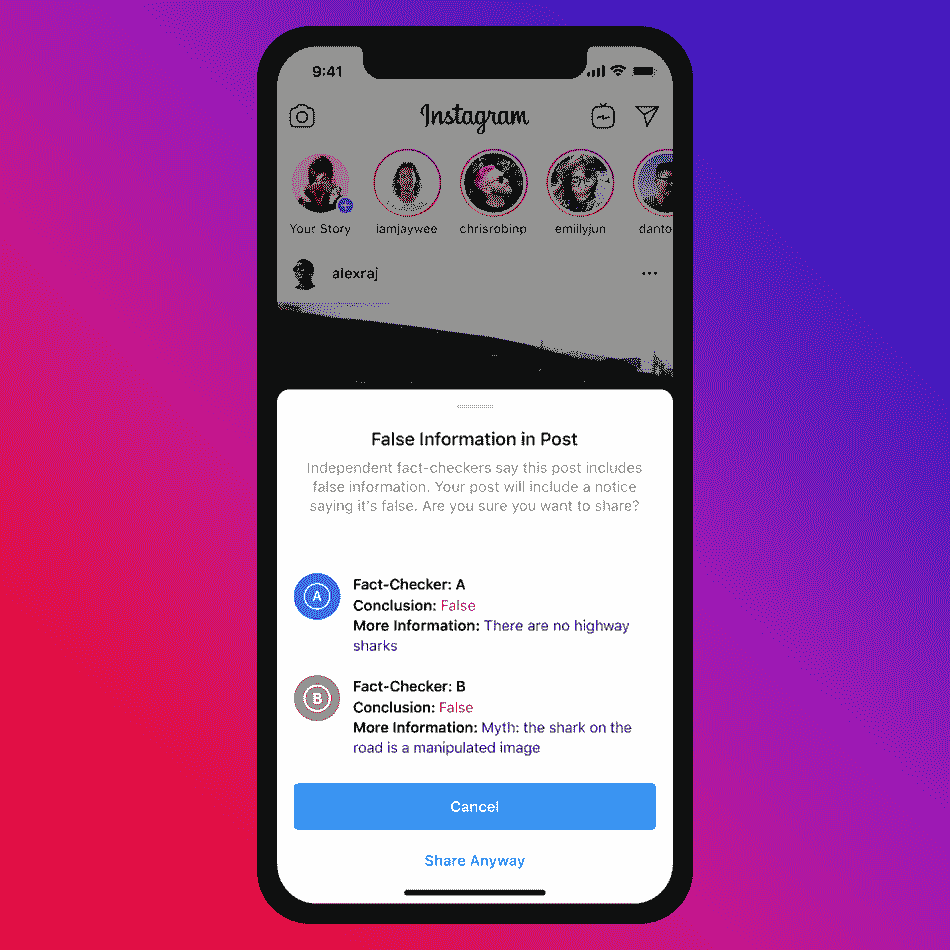 9:41
Instagram
Your Story
iamjaywee
chrisrobinp
emillyjun
danto
alexraj
False Information in Post
Independent fact-checkers say this post includes
false information. Your post will include a notice
saying it's false. Are you sure you want to share?
A
Fact-Checker: A
Conclusion: False
More Information: There are no highway
sharks
B
Fact-Checker: B
Conclusion: False
More Information: Myth: the shark on the
road is a manipulated image
Cancel
Share Anyway